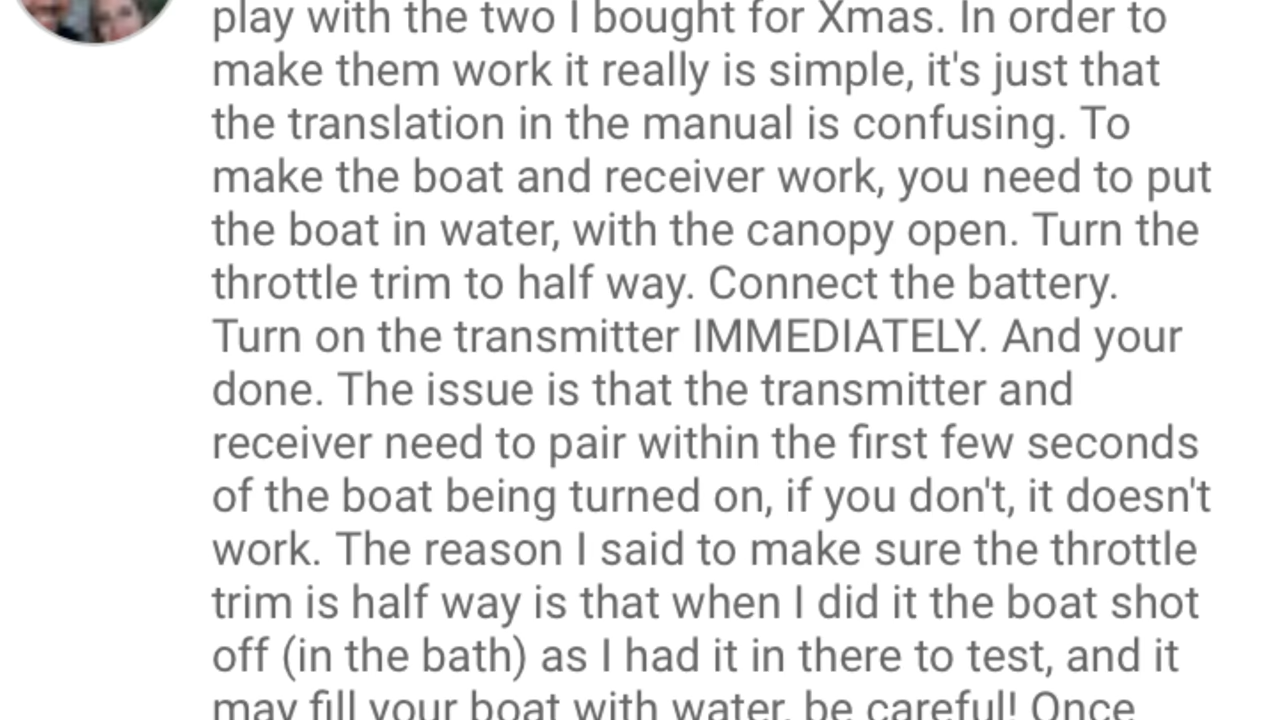 play with the two I bought for Xmas. In order to
make them work it really is simple, it's just that
the translation in the manual is confusing. To
make the boat and receiver work, you need to put
the boat in water, with the canopy open. Turn the
throttle trim to half way. Connect the battery.
Turn on the transmitter IMMEDIATELY. And your
done. The issue is that the transmitter and
receiver need to pair within the first few seconds
of the boat being turned on, if you don't, it doesn't
work. The reason I said to make sure the throttle
trim is half way is that when I did it the boat shot
off (in the bath) as I had it in there to test, and it
may fill your boat with water, be careful! Once